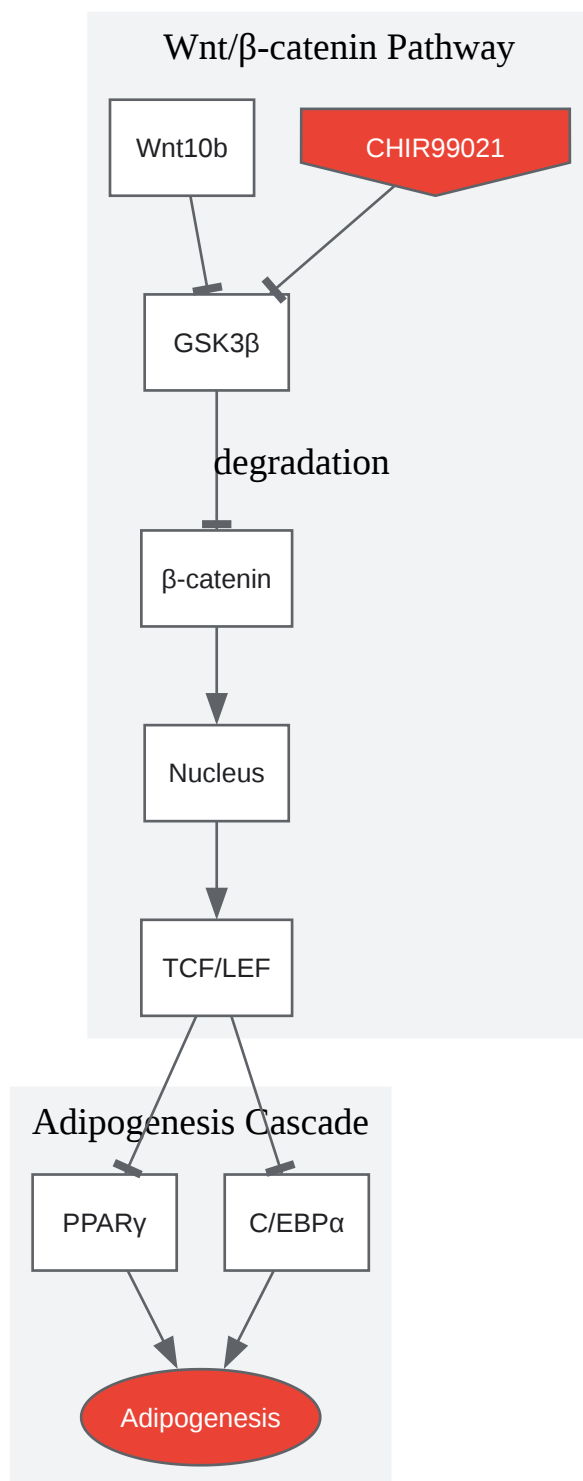 Wnt/β-catenin Pathway
Wnt10b
CHIR99021
GSK3β
degradation
β-catenin
Nucleus
TCF/LEF
Adipogenesis Cascade
PPARγ
C/EBPα
Adipogenesis